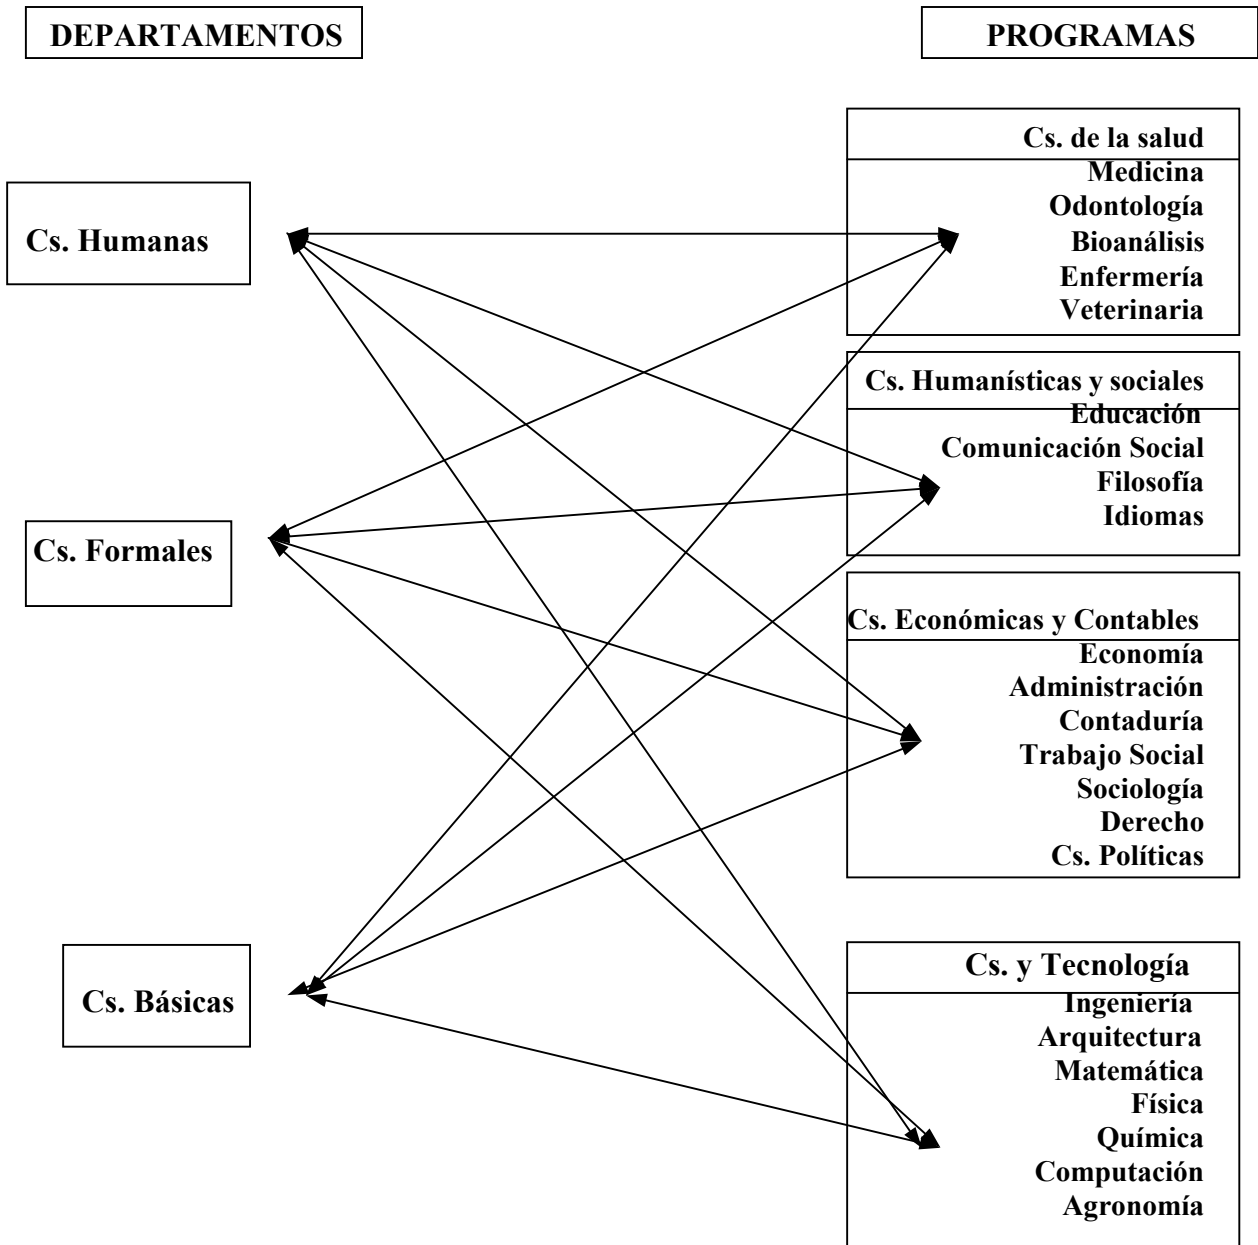 DEPARTAMENTOS
PROGRAMAS
Cs. Humanas
Cs. Formales
Cs. Básicas
Cs. de la salud
Medicina
Odontología
Bioanálisis
Enfermería
Veterinaria
Cs. Humanísticas y sociales
Educación
Comunicación Social
Filosofía
Idiomas
Cs. Económicas y Contables
Economía
Administración
Contaduría
Trabajo Social
Sociología
Derecho
Cs. Políticas
Cs. y Tecnología
Ingeniería
Arquitectura
Matemática
Física
Química
Computación
Agronomía